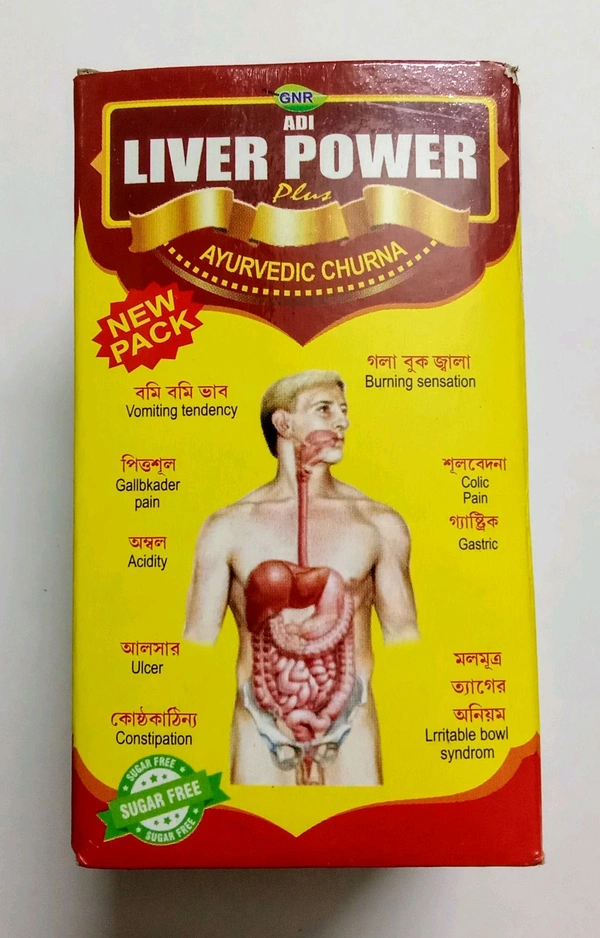 GNR
ADI
LIVER POWER
Plus
AYURVEDIC CHURNA
NEW
PACK
গলা বুক জ্বালা
Burning sensation
বমি বমি ভাব
Vomiting tendency
পিত্তশূল
Gallbkader
pain
শূলবেদনা
Colic
Pain
গ্যাষ্ট্রিক
Gastric
অম্বল
Acidity
আলসার
Ulcer
মলমূত্র
ত্যাগের
অনিয়ম
Lrritable bowl
syndrom
কোষ্ঠকাঠিন্য
Constipation
SUGAR FREE
SUGAR FREE
SUGAR FREE